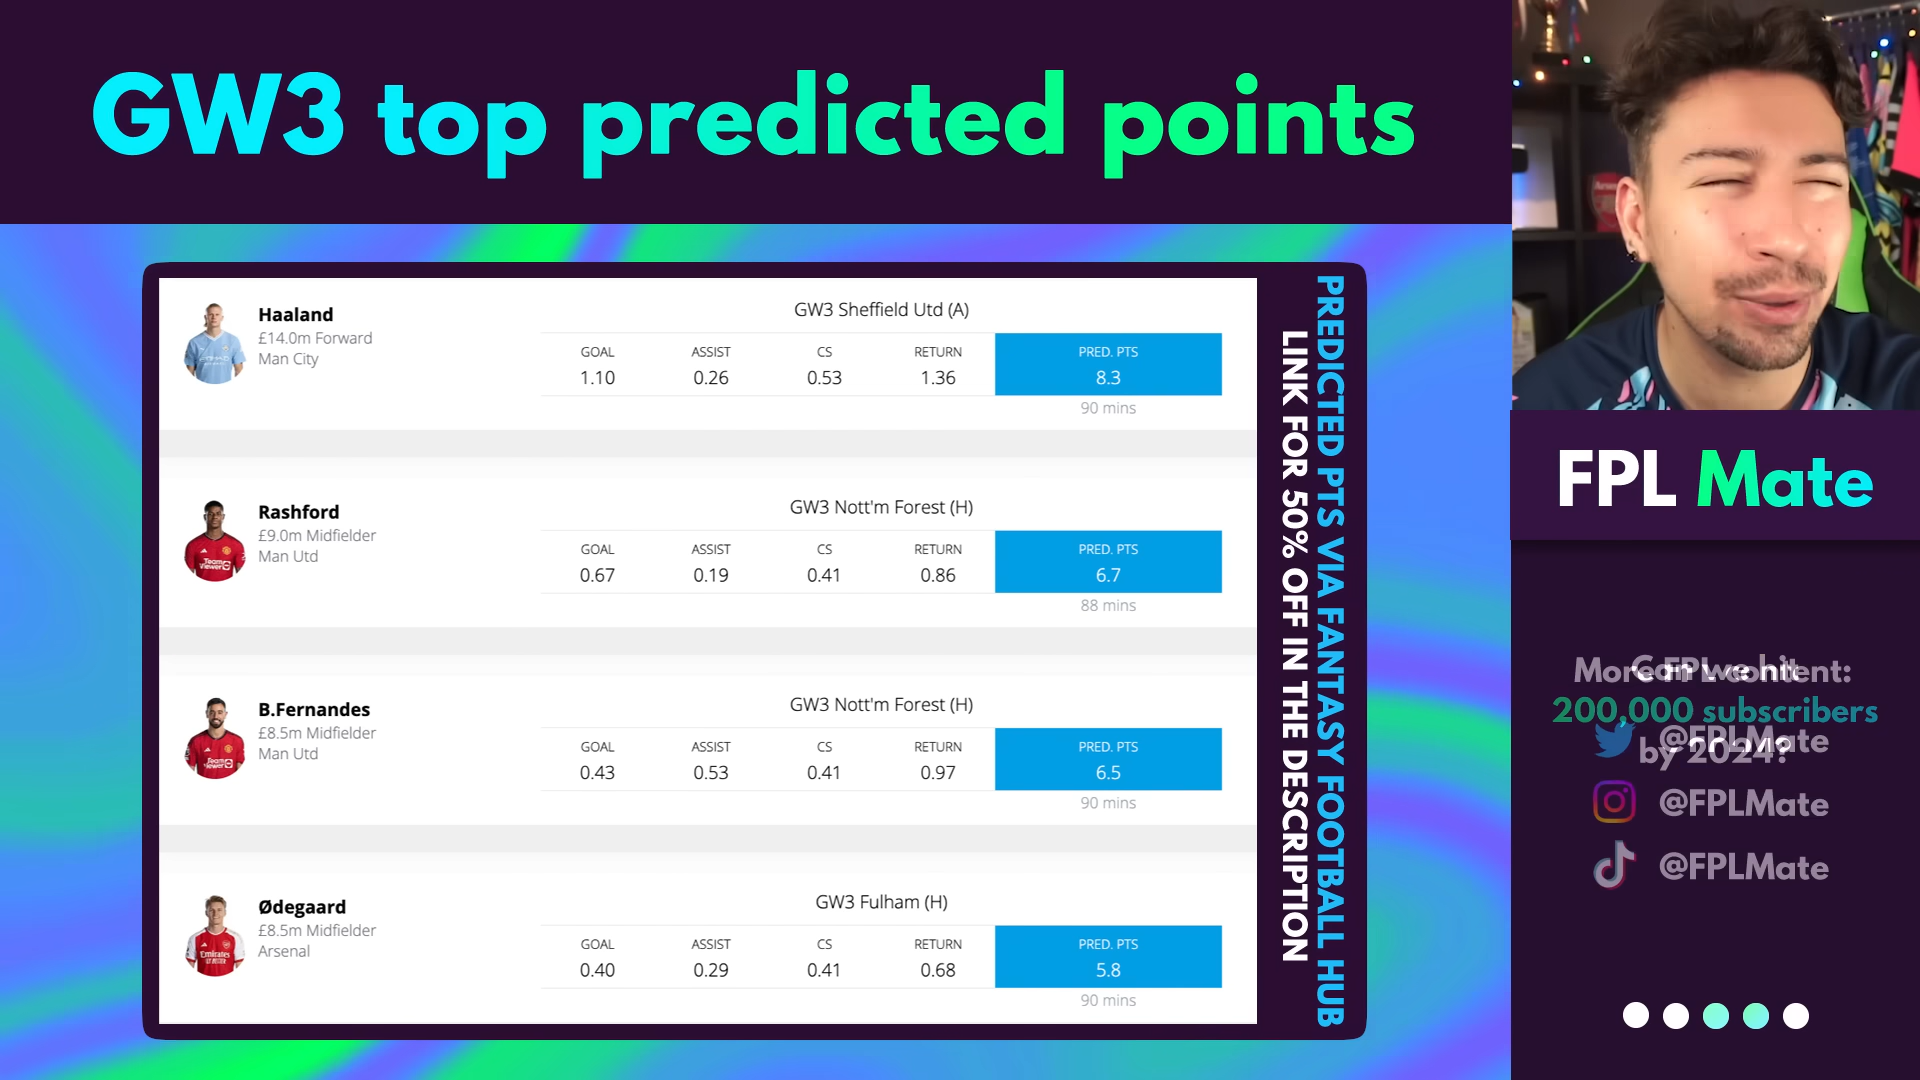 GW3 top predicted points
Haaland
£14.0m Forward
Man City
GW3 Sheffield Utd (A)
GOAL ASSIST CS RETURN PRED. PTS
1.10 0.26 0.53 1.36 8.3
90 mins
Rashford
£9.0m Midfielder
Man Utd
GW3 Nott'm Forest (H)
GOAL ASSIST CS RETURN PRED. PTS
0.67 0.19 0.41 0.86 6.7
88 mins
B.Fernandes
£8.5m Midfielder
Man Utd
GW3 Nott'm Forest (H)
GOAL ASSIST CS RETURN PRED. PTS
0.43 0.53 0.41 0.97 6.5
90 mins
Ødegaard
£8.5m Midfielder
Arsenal
GW3 Fulham (H)
GOAL ASSIST CS RETURN PRED. PTS
0.40 0.29 0.41 0.68 5.8
90 mins
PREDICTED PTS VIA FANTASY FOOTBALL HUB
LINK FOR 50% OFF IN THE DESCRIPTION
FPL Mate
More FPL content:
200,000 subscribers
by 2024?
@FPLMate
@FPLMate
@FPLMate